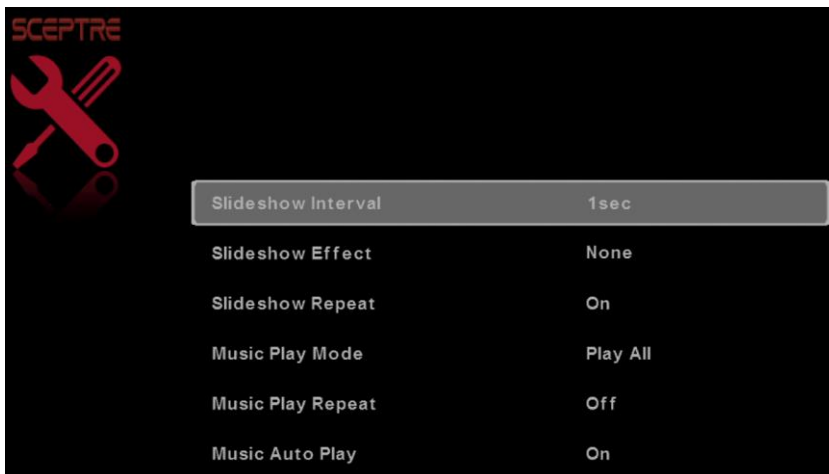 SCEPTRE
Slideshow Interval 1sec
Slideshow Effect None
Slideshow Repeat On
Music Play Mode Play All
Music Play Repeat Off
Music Auto Play On